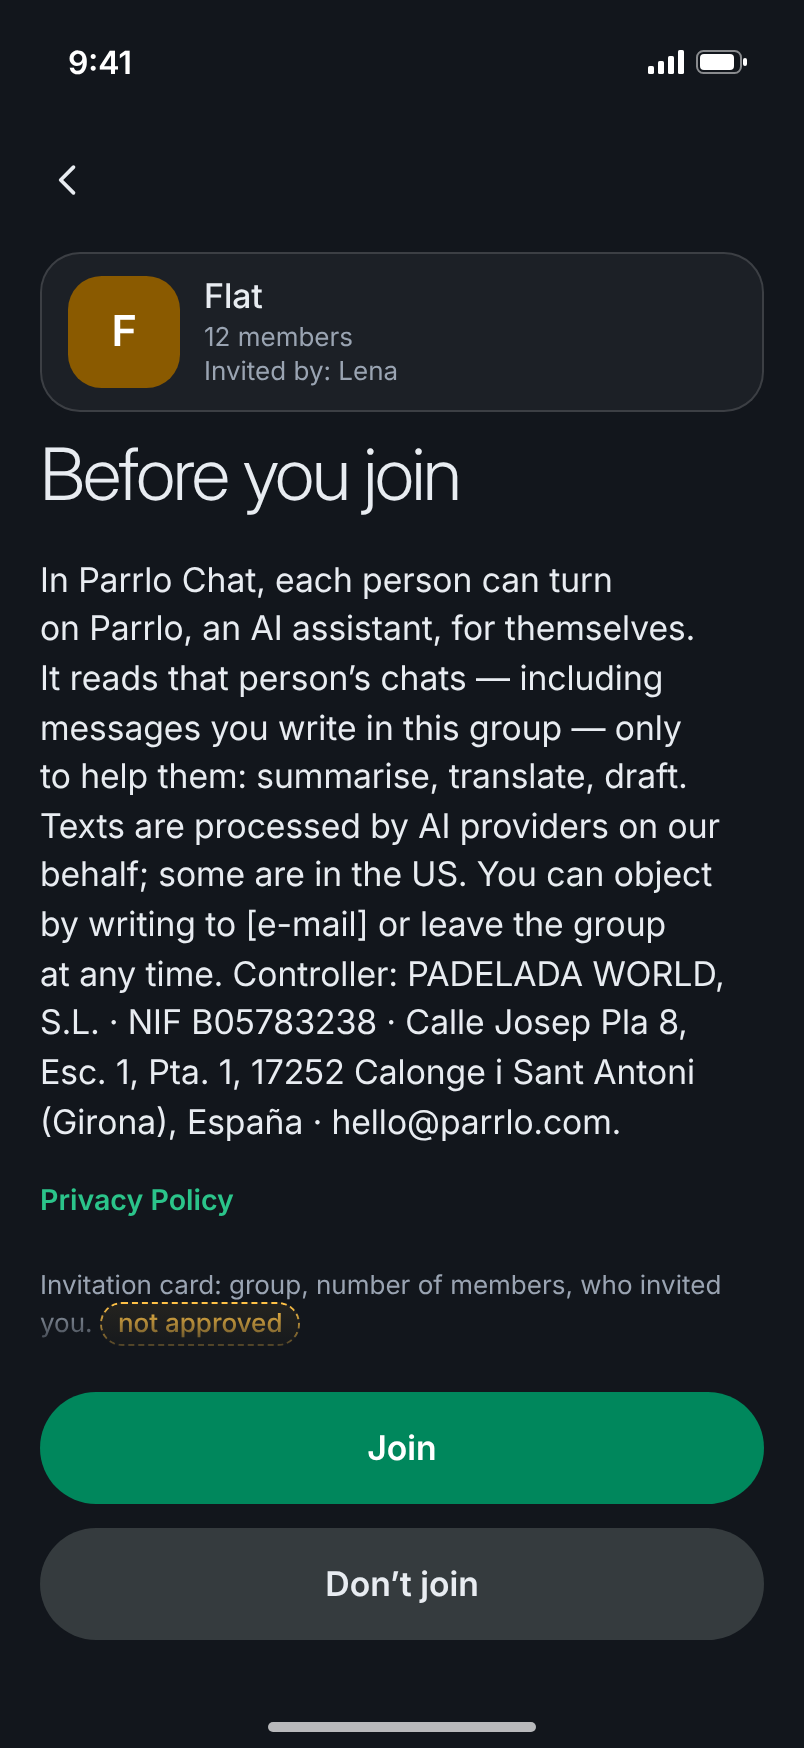 9:41
F
Flat
12 members
Invited by: Lena
Before you join
In Parrlo Chat, each person can turn
on Parrlo, an AI assistant, for themselves.
It reads that person’s chats — including
messages you write in this group — only
to help them: summarise, translate, draft.
Texts are processed by AI providers on our
behalf; some are in the US. You can object
by writing to [e-mail] or leave the group
at any time. Controller: PADELADA WORLD,
S.L. · NIF B05783238 · Calle Josep Pla 8,
Esc. 1, Pta. 1, 17252 Calonge i Sant Antoni
(Girona), España · hello@parrlo.com.
Privacy Policy
Invitation card: group, number of members, who invited
you. not approved
Join
Don’t join